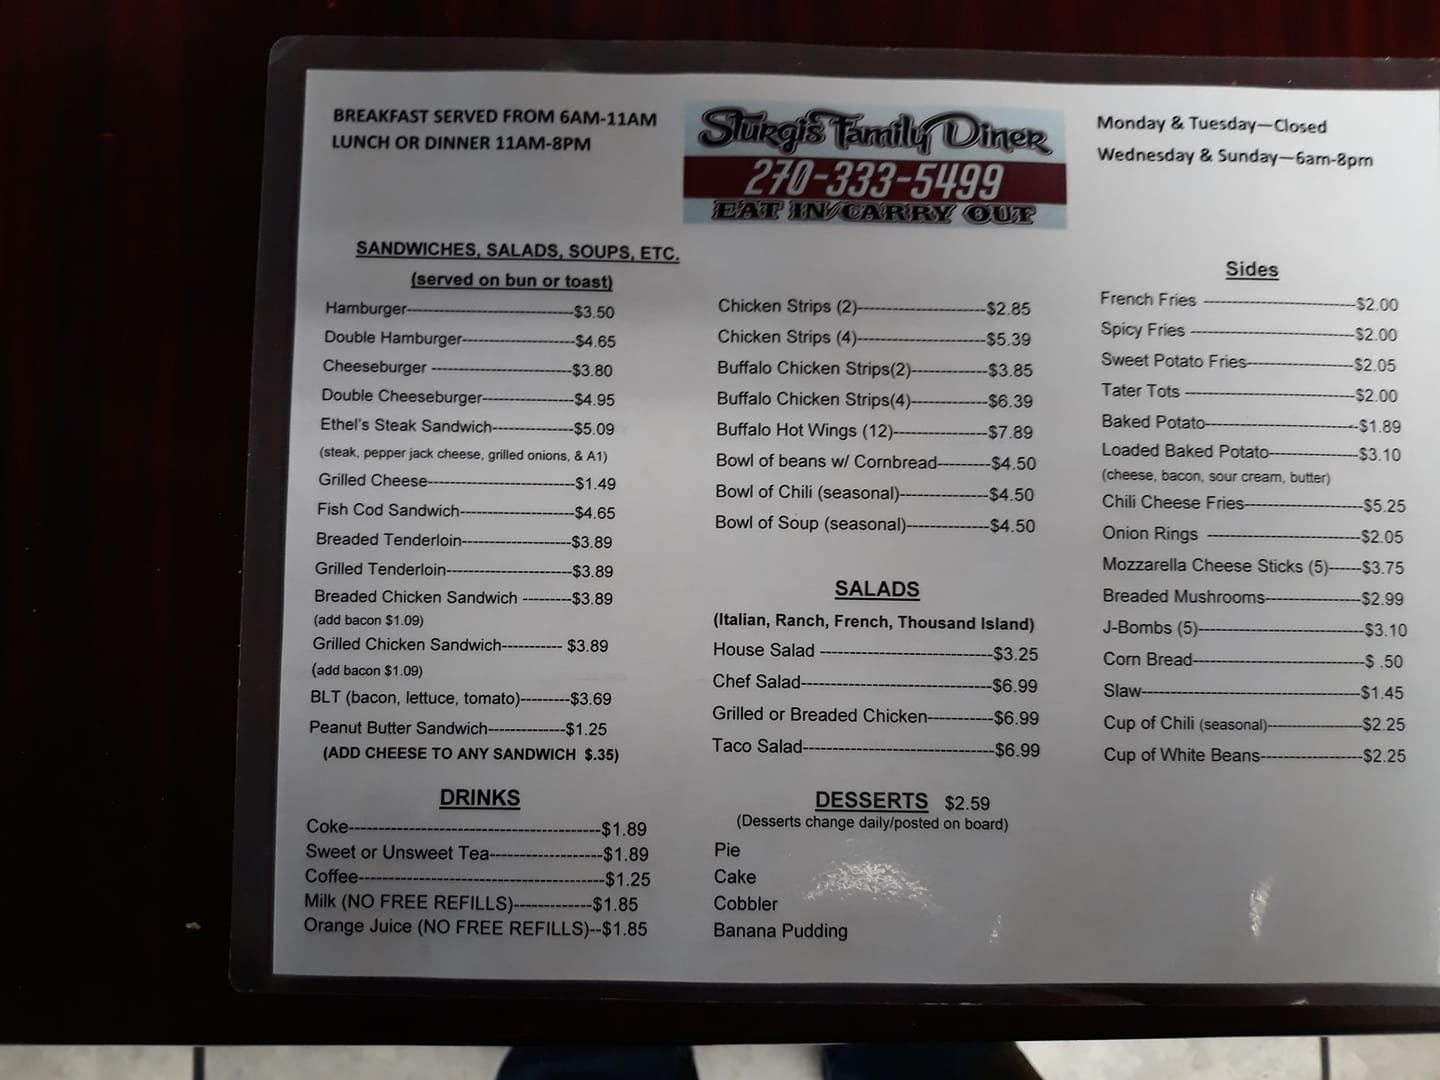 BREAKFAST SERVED FROM 6AM-11AM
LUNCH OR DINNER 11AM-8PM
Sturgis Family Diner
270-333-5499
EAT IN/CARRY OUT
Monday & Tuesday—Closed
Wednesday & Sunday—6am-8pm
SANDWICHES, SALADS, SOUPS, ETC.
(served on bun or toast)
Hamburger--------------------------------$3.50
Double Hamburger----------------------$4.65
Cheeseburger ---------------------------$3.80
Double Cheeseburger------------------$4.95
Ethel's Steak Sandwich----------------$5.09
(steak, pepper jack cheese, grilled onions, & A1)
Grilled Cheese----------------------------$1.49
Fish Cod Sandwich----------------------$4.65
Breaded Tenderloin---------------------$3.89
Grilled Tenderloin------------------------$3.89
Breaded Chicken Sandwich ---------$3.89
(add bacon $1.09)
Grilled Chicken Sandwich----------- $3.89
(add bacon $1.09)
BLT (bacon, lettuce, tomato)---------$3.69
Peanut Butter Sandwich--------------$1.25
(ADD CHEESE TO ANY SANDWICH $.35)
DRINKS
Coke-----------------------------------------$1.89
Sweet or Unsweet Tea-------------------$1.89
Coffee----------------------------------------$1.25
Milk (NO FREE REFILLS)-------------$1.85
Orange Juice (NO FREE REFILLS)--$1.85
Chicken Strips (2)-----------------------$2.85
Chicken Strips (4)-----------------------$5.39
Buffalo Chicken Strips(2)--------------$3.85
Buffalo Chicken Strips(4)--------------$6.39
Buffalo Hot Wings (12)-----------------$7.89
Bowl of beans w/ Cornbread---------$4.50
Bowl of Chili (seasonal)----------------$4.50
Bowl of Soup (seasonal)---------------$4.50
SALADS
(Italian, Ranch, French, Thousand Island)
House Salad ----------------------------$3.25
Chef Salad-------------------------------$6.99
Grilled or Breaded Chicken-----------$6.99
Taco Salad-------------------------------$6.99
DESSERTS $2.59
(Desserts change daily/posted on board)
Pie
Cake
Cobbler
Banana Pudding
Sides
French Fries --------------------------$2.00
Spicy Fries ----------------------------$2.00
Sweet Potato Fries------------------$2.05
Tater Tots -----------------------------$2.00
Baked Potato--------------------------$1.89
Loaded Baked Potato---------------$3.10
(cheese, bacon, sour cream, butter)
Chili Cheese Fries--------------------$5.25
Onion Rings --------------------------$2.05
Mozzarella Cheese Sticks (5)------$3.75
Breaded Mushrooms----------------$2.99
J-Bombs (5)----------------------------$3.10
Corn Bread-----------------------------$ .50
Slaw--------------------------------------$1.45
Cup of Chili (seasonal)----------------$2.25
Cup of White Beans------------------$2.25